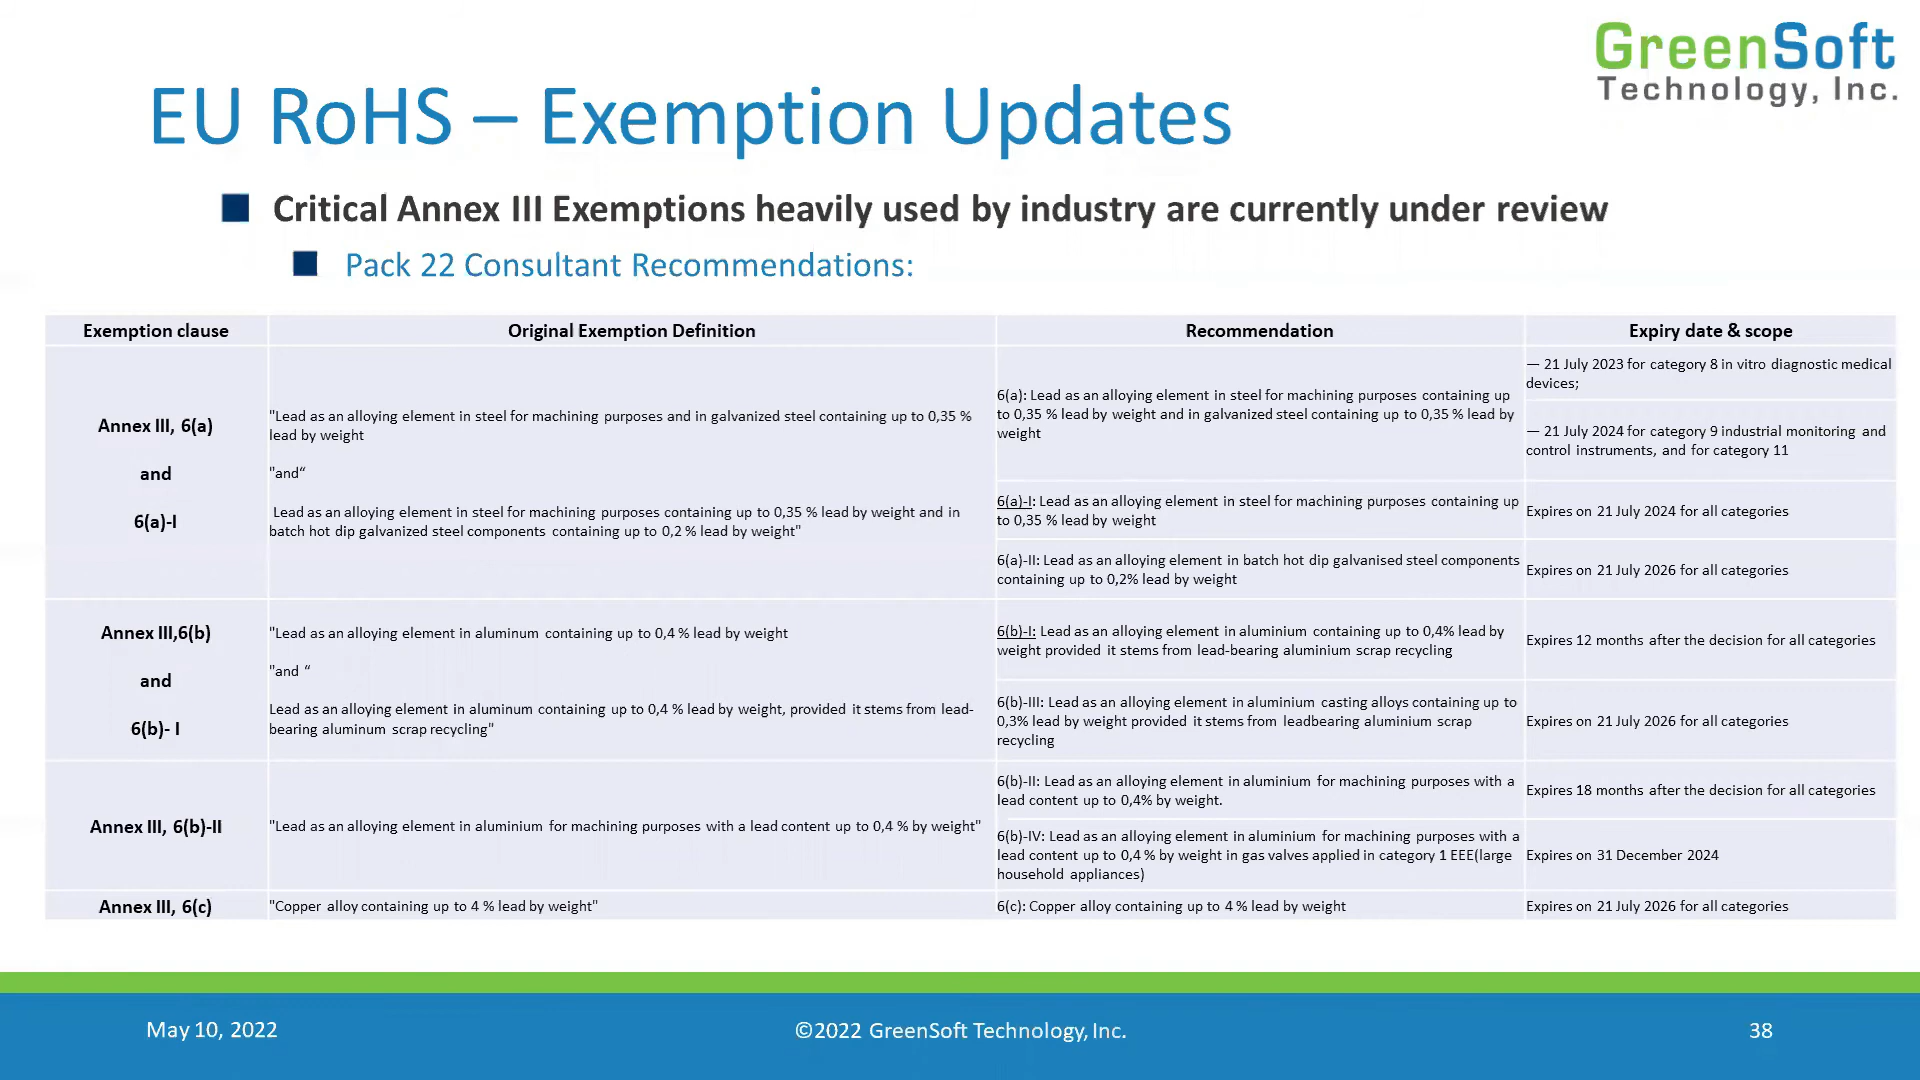 GreenSoft
Technology, Inc.
EU RoHS – Exemption Updates
Critical Annex III Exemptions heavily used by industry are currently under review
Pack 22 Consultant Recommendations:
Exemption clause
Original Exemption Definition
Recommendation
Expiry date & scope
Annex III, 6(a)
and
6(a)-I
"Lead as an alloying element in steel for machining purposes and in galvanized steel containing up to 0,35 %
lead by weight
"and“
Lead as an alloying element in steel for machining purposes containing up to 0,35 % lead by weight and in
batch hot dip galvanized steel components containing up to 0,2 % lead by weight"
6(a): Lead as an alloying element in steel for machining purposes containing up
to 0,35 % lead by weight and in galvanized steel containing up to 0,35 % lead by
weight
— 21 July 2023 for category 8 in vitro diagnostic medical
devices;
— 21 July 2024 for category 9 industrial monitoring and
control instruments, and for category 11
6(a)-I: Lead as an alloying element in steel for machining purposes containing up
to 0,35 % lead by weight
Expires on 21 July 2024 for all categories
6(a)-II: Lead as an alloying element in batch hot dip galvanised steel components
containing up to 0,2% lead by weight
Expires on 21 July 2026 for all categories
Annex III,6(b)
and
6(b)- I
"Lead as an alloying element in aluminum containing up to 0,4 % lead by weight
"and “
Lead as an alloying element in aluminum containing up to 0,4 % lead by weight, provided it stems from lead-
bearing aluminum scrap recycling"
6(b)-I: Lead as an alloying element in aluminium containing up to 0,4% lead by
weight provided it stems from lead-bearing aluminium scrap recycling
Expires 12 months after the decision for all categories
6(b)-III: Lead as an alloying element in aluminium casting alloys containing up to
0,3% lead by weight provided it stems from leadbearing aluminium scrap
recycling
Expires on 21 July 2026 for all categories
Annex III, 6(b)-II
"Lead as an alloying element in aluminium for machining purposes with a lead content up to 0,4 % by weight"
6(b)-II: Lead as an alloying element in aluminium for machining purposes with a
lead content up to 0,4% by weight.
Expires 18 months after the decision for all categories
6(b)-IV: Lead as an alloying element in aluminium for machining purposes with a
lead content up to 0,4 % by weight in gas valves applied in category 1 EEE(large
household appliances)
Expires on 31 December 2024
Annex III, 6(c)
"Copper alloy containing up to 4 % lead by weight"
6(c): Copper alloy containing up to 4 % lead by weight
Expires on 21 July 2026 for all categories
May 10, 2022
©2022 GreenSoft Technology, Inc.
38